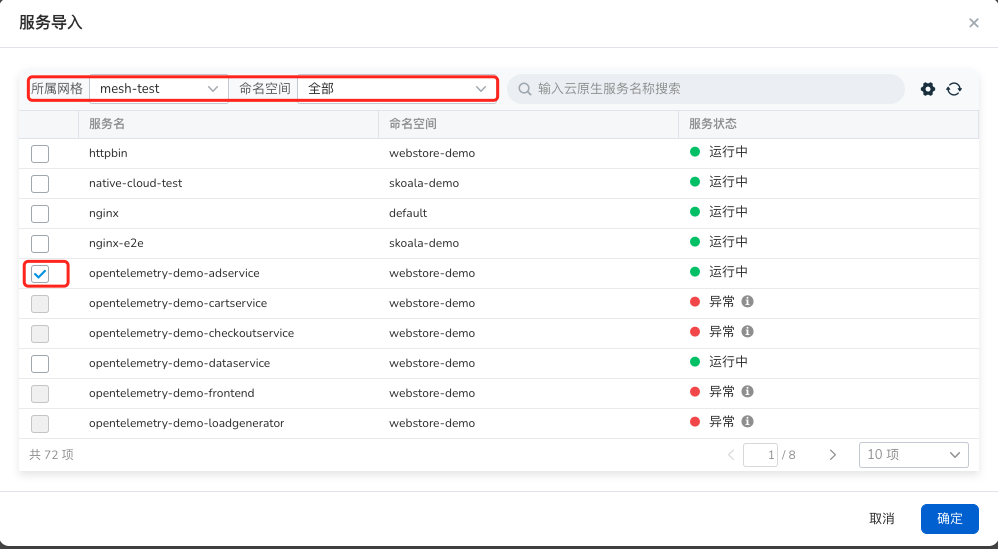 服务导入
所属网格 mesh-test 命名空间 全部 输入云原生服务名称搜索
服务名 命名空间 服务状态
httpbin webstore-demo 运行中
native-cloud-test skoala-demo 运行中
nginx default 运行中
nginx-e2e skoala-demo 运行中
opentelemetry-demo-adservice webstore-demo 运行中
opentelemetry-demo-cartservice webstore-demo 异常
opentelemetry-demo-checkoutservice webstore-demo 异常
opentelemetry-demo-dataservice webstore-demo 运行中
opentelemetry-demo-frontend webstore-demo 异常
opentelemetry-demo-loadgenerator webstore-demo 异常
共 72 项 1 / 8 10 项
取消 确定